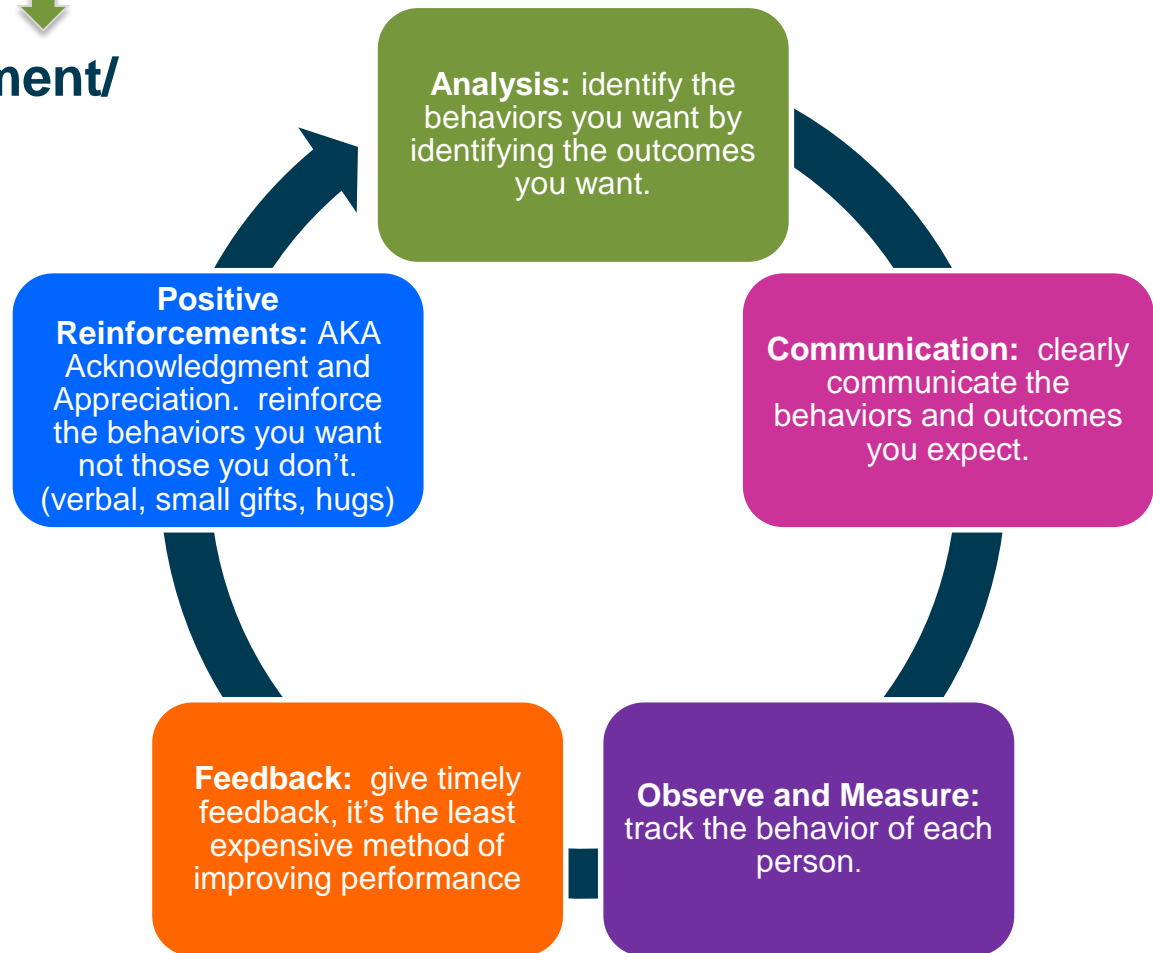 ment/
Analysis: identify the
behaviors you want by
identifying the outcomes
you want.
Communication:  clearly
communicate the
behaviors and outcomes
you expect.
Observe and Measure:
track the behavior of each
person.
Feedback:  give timely
feedback, it’s the least
expensive method of
improving performance
Positive
Reinforcements: AKA
Acknowledgment and
Appreciation.  reinforce
the behaviors you want
not those you don’t.
(verbal, small gifts, hugs)